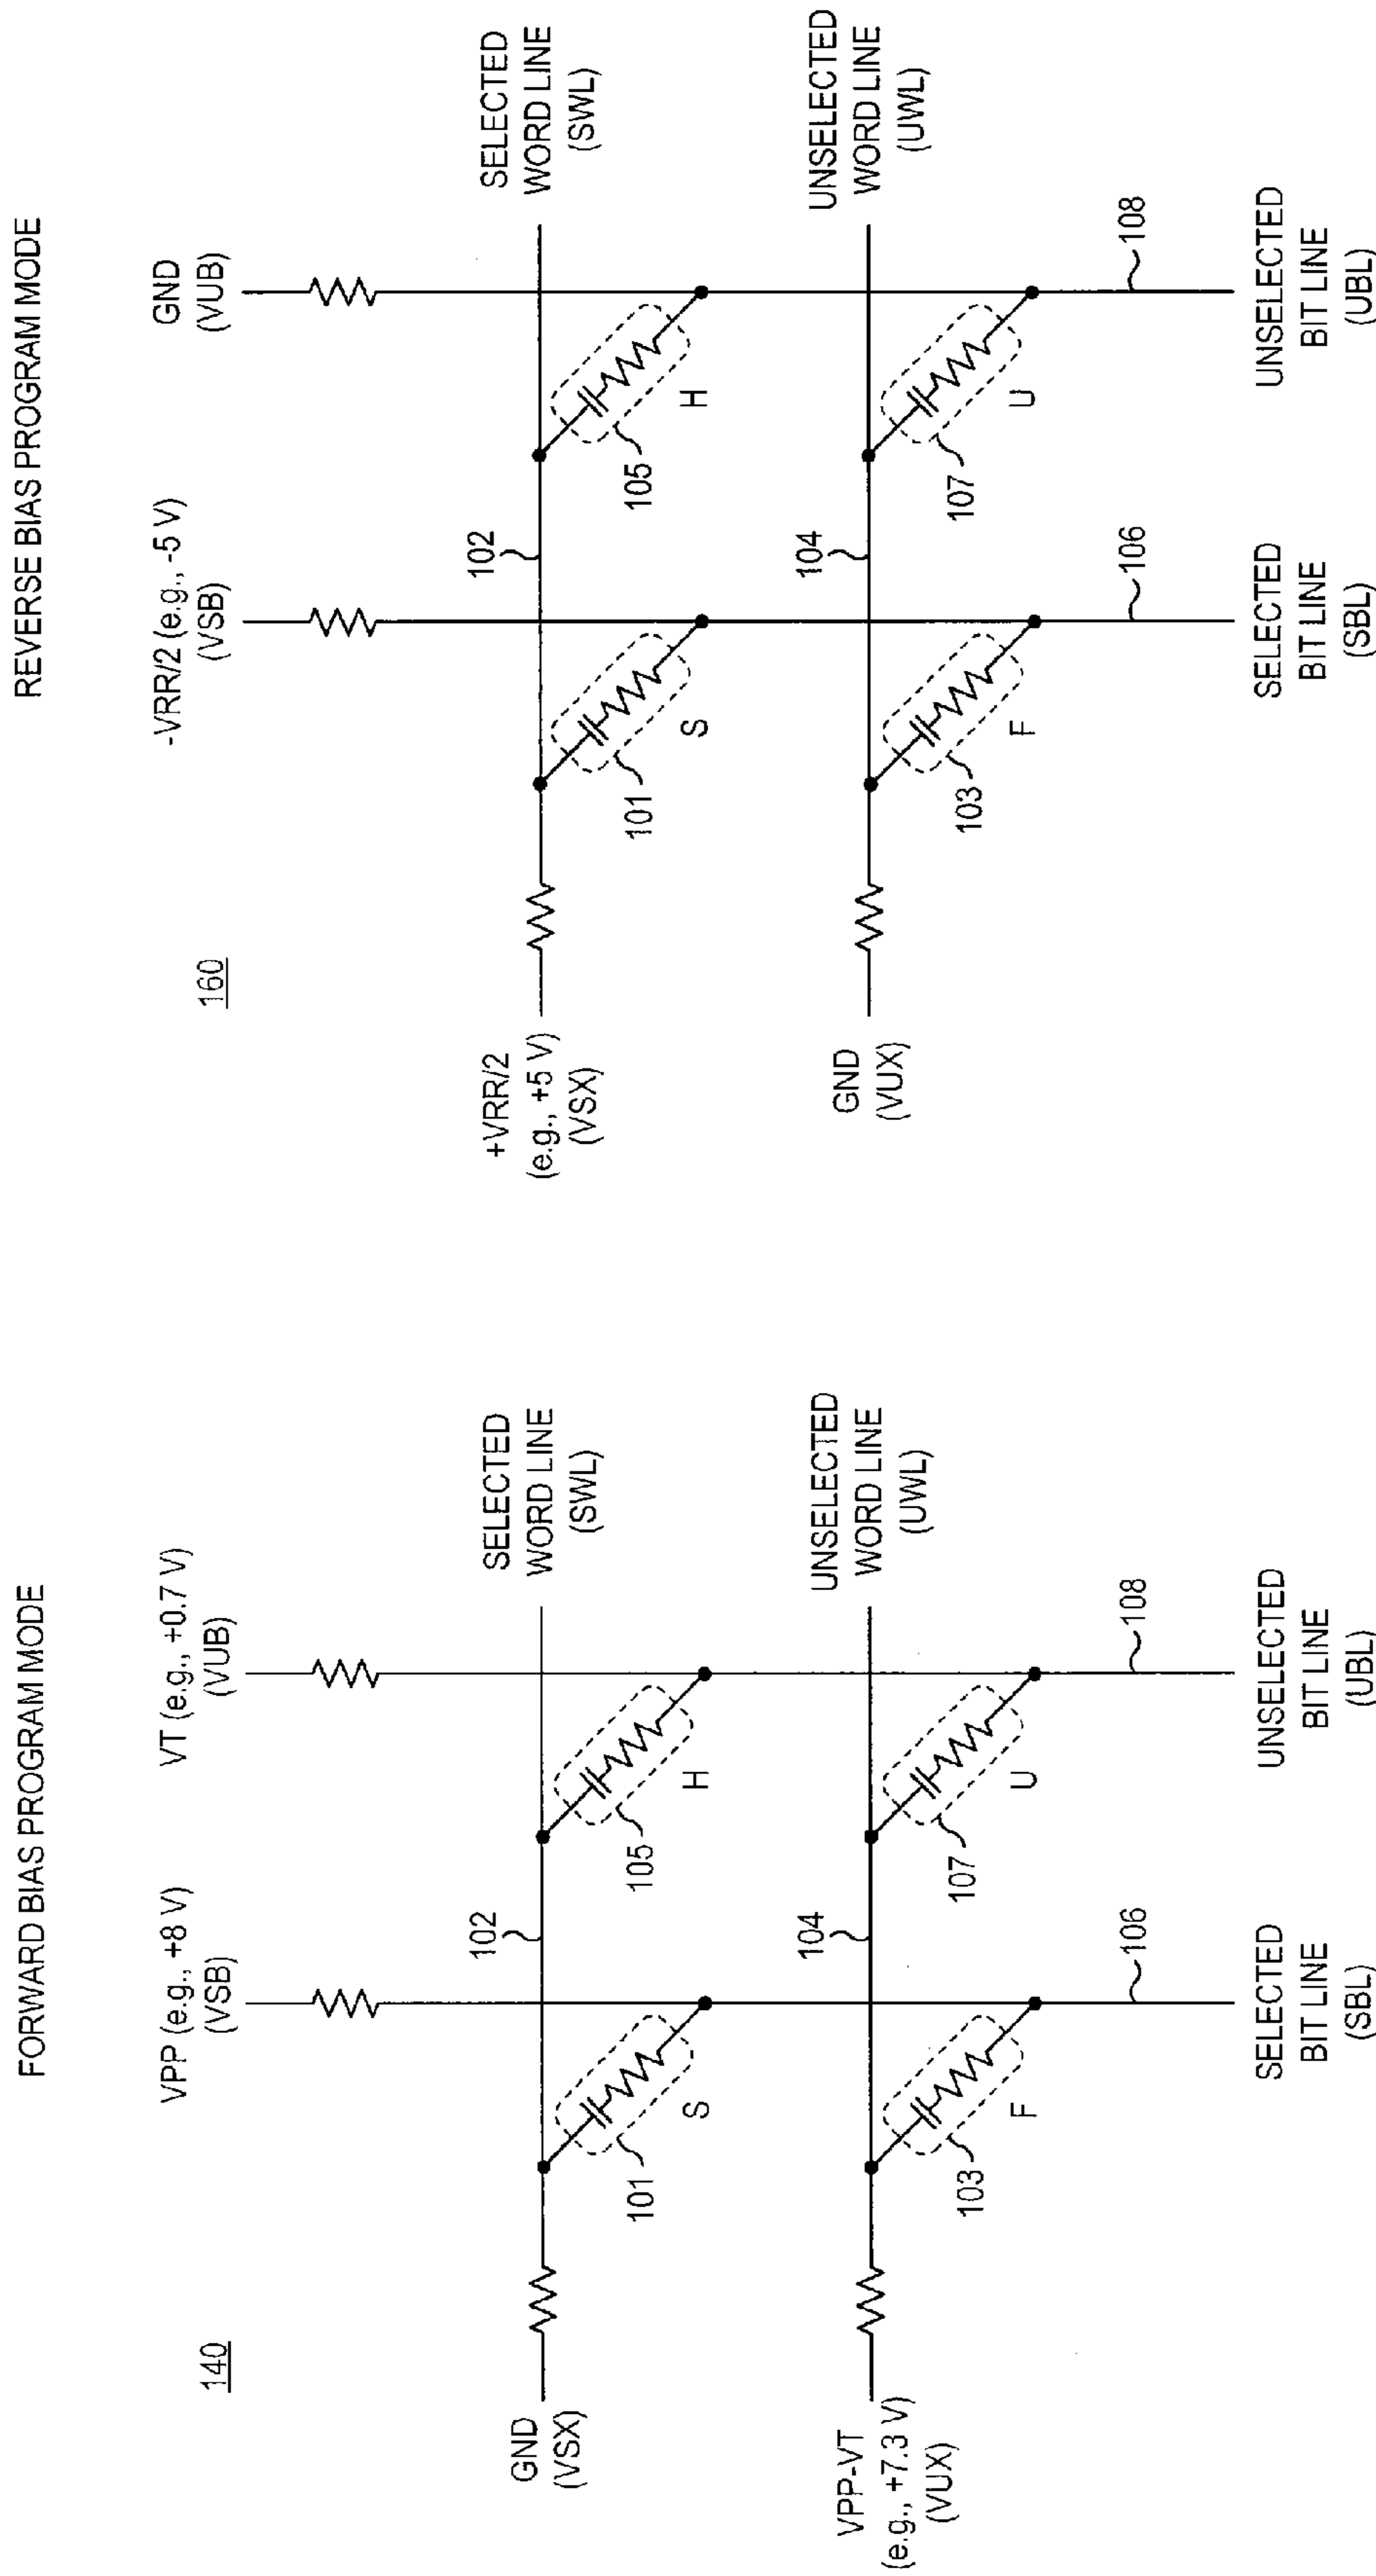 FORWARD BIAS PROGRAM MODE
140
VPP (e.g., +8 V)
(VSB)
VT (e.g., +0.7 V)
(VUB)
GND
(VSX)
102
SELECTED
WORD LINE
(SWL)
101
S
105
H
VPP-VT
(e.g., +7.3 V)
(VUX)
104
UNSELECTED
WORD LINE
(UWL)
103
F
107
U
106
108
SELECTED
BIT LINE
(SBL)
UNSELECTED
BIT LINE
(UBL)
REVERSE BIAS PROGRAM MODE
160
-VRR/2 (e.g., -5 V)
(VSB)
GND
(VUB)
+VRR/2
(e.g., +5 V)
(VSX)
102
SELECTED
WORD LINE
(SWL)
101
S
105
H
GND
(VUX)
104
UNSELECTED
WORD LINE
(UWL)
103
F
107
U
106
108
SELECTED
BIT LINE
(SBL)
UNSELECTED
BIT LINE
(UBL)